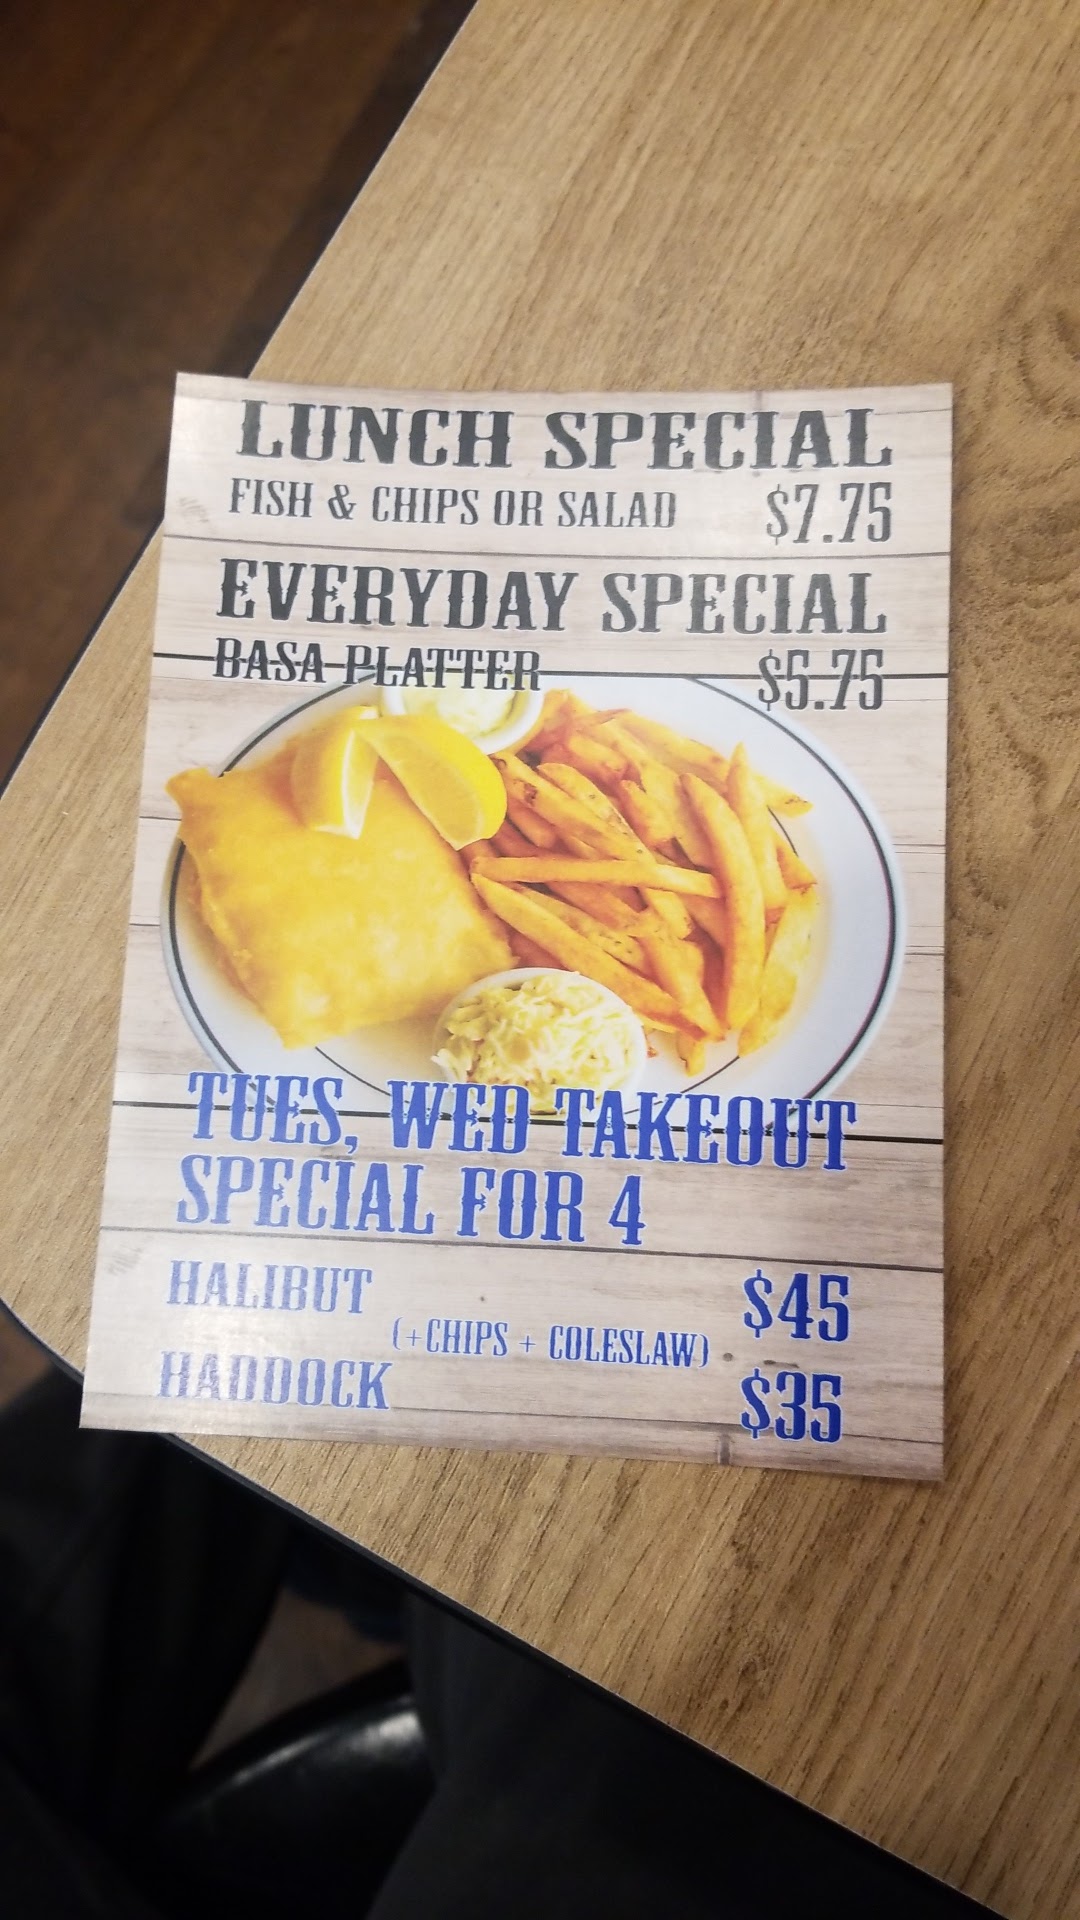 LUNCH SPECIAL
FISH & CHIPS OR SALAD $7.75
EVERYDAY SPECIAL
BASA PLATTER $5.75
TUES, WED TAKEOUT
SPECIAL FOR 4
HALIBUT $45
(+CHIPS + COLESLAW)
HADDOCK $35